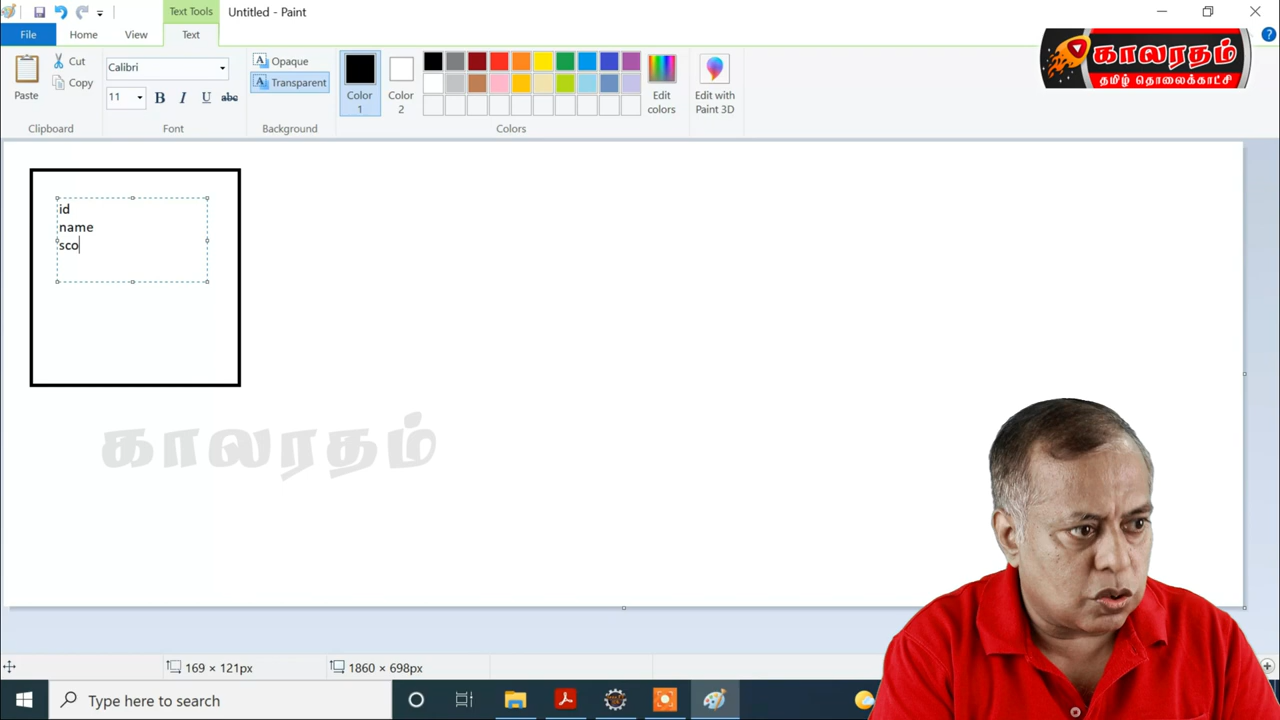 Text Tools
Untitled - Paint
File
Home
View
Text
காலரதம்
தமிழ் தொலைக்காட்சி
Paste
Cut
Copy
Clipboard
Calibri
11
B
I
U
abc
Font
A Opaque
A Transparent
Background
Color
1
Color
2
Edit
colors
Edit with
Paint 3D
Colors
id
name
sco
காலரதம்
169 × 121px
1860 × 698px
Type here to search